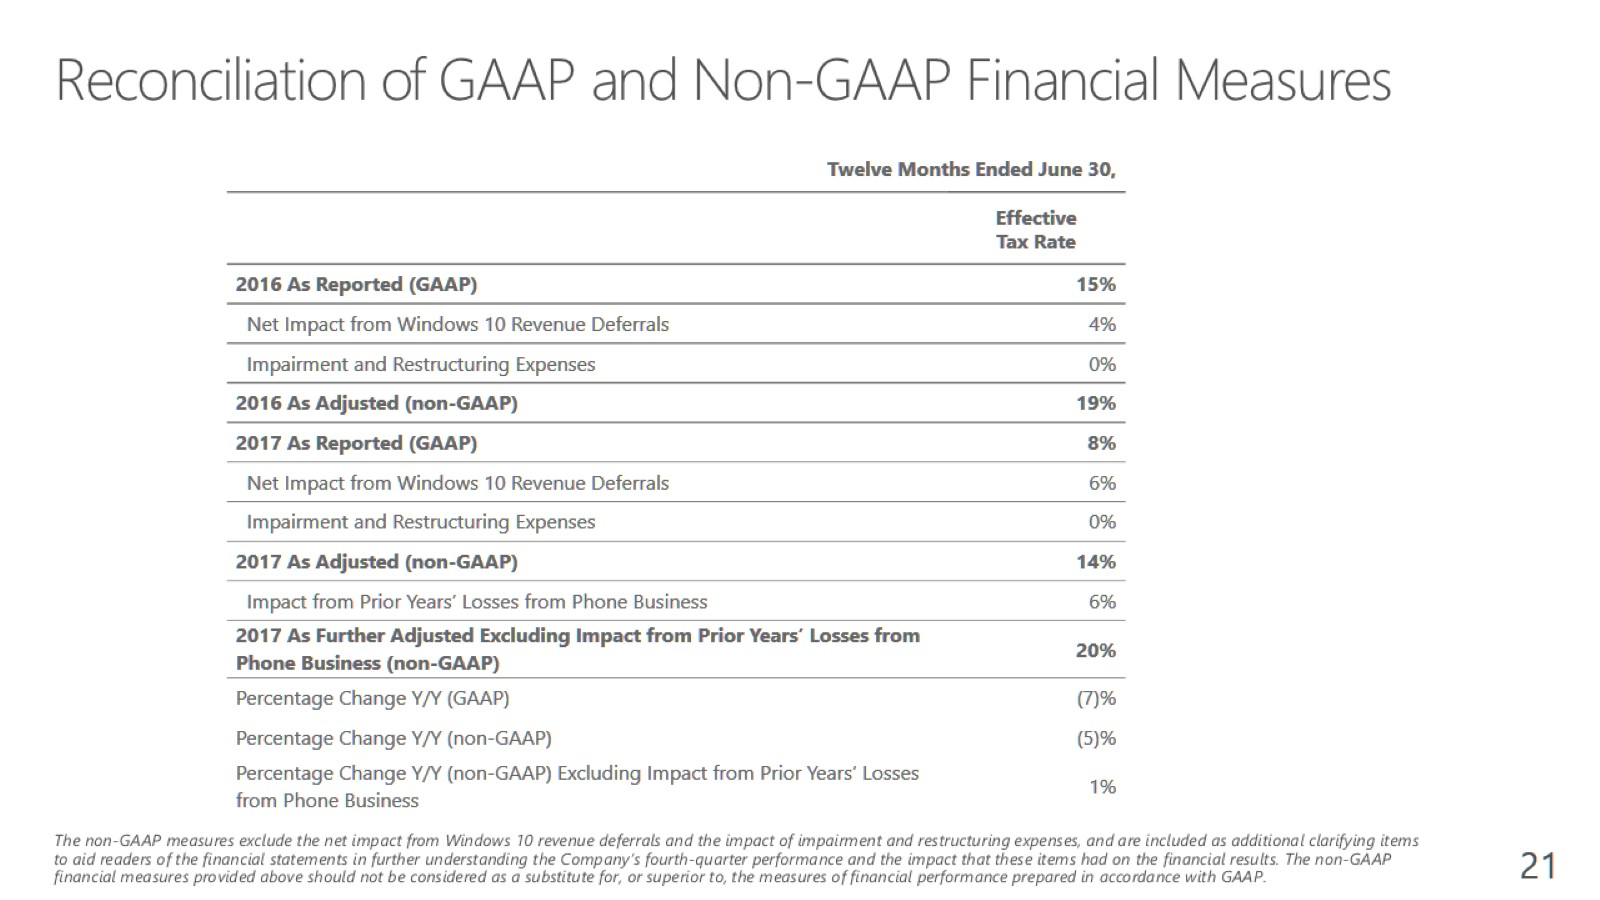 Reconciliation of GAAP and Non-GAAP Financial Measures
Twelve Months Ended June 30,
Effective
Tax Rate
2016 As Reported (GAAP) 15%
Net Impact from Windows 10 Revenue Deferrals 4%
Impairment and Restructuring Expenses 0%
2016 As Adjusted (non-GAAP) 19%
2017 As Reported (GAAP) 8%
Net Impact from Windows 10 Revenue Deferrals 6%
Impairment and Restructuring Expenses 0%
2017 As Adjusted (non-GAAP) 14%
Impact from Prior Years' Losses from Phone Business 6%
2017 As Further Adjusted Excluding Impact from Prior Years' Losses from
Phone Business (non-GAAP) 20%
Percentage Change Y/Y (GAAP) (7)%
Percentage Change Y/Y (non-GAAP) (5)%
Percentage Change Y/Y (non-GAAP) Excluding Impact from Prior Years' Losses
from Phone Business 1%
The non-GAAP measures exclude the net impact from Windows 10 revenue deferrals and the impact of impairment and restructuring expenses, and are included as additional clarifying items
to aid readers of the financial statements in further understanding the Company's fourth-quarter performance and the impact that these items had on the financial results. The non-GAAP
financial measures provided above should not be considered as a substitute for, or superior to, the measures of financial performance prepared in accordance with GAAP.
21